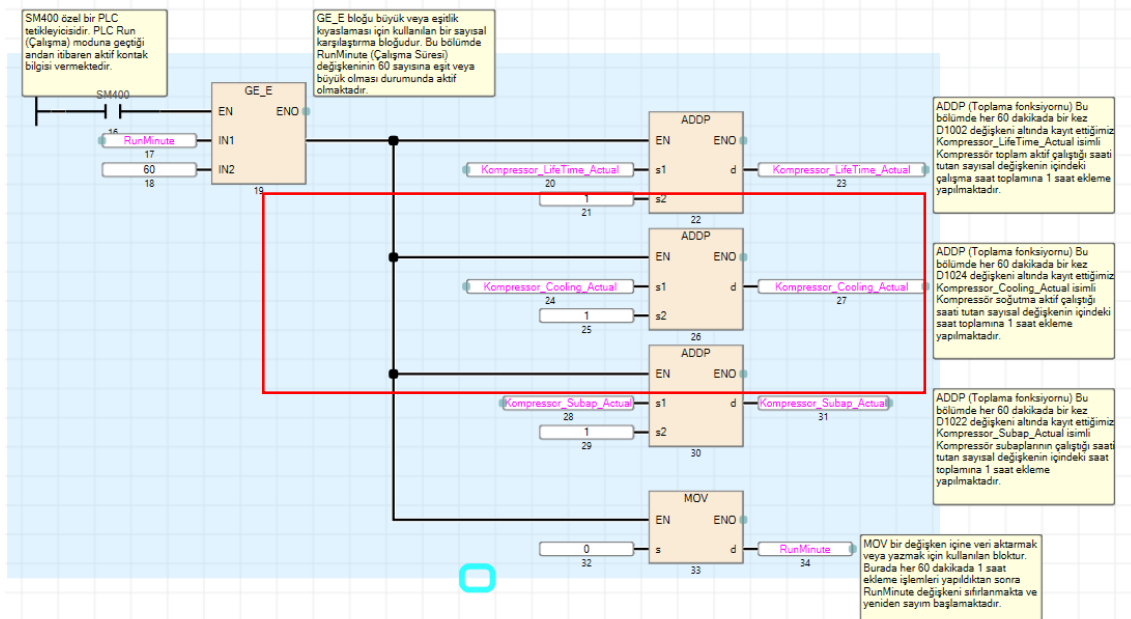 SM400 özel bir PLC
tetikleyicisidir. PLC Run
(Çalışma) moduna geçtiği
andan itibaren aktif kontak
bilgisi vermektedir.
GE_E bloğu büyük veya eşitlik
kıyaslaması için kullanılan bir sayısal
karşılaştırma bloğudur. Bu bölümde
RunMinute (Çalışma Süresi)
değişkeninin 60 sayısına eşit veya
büyük olması durumunda aktif
olmaktadır.
SM400
16
GE_E
EN ENO
RunMinute IN1
17
60 IN2
18
19
ADDP
EN ENO
Kompressor_LifeTime_Actual s1 d Kompressor_LifeTime_Actual
20 23
1 s2
21 22
ADDP (Toplama fonksiyornu) Bu
bölümde her 60 dakikada bir kez
D1002 değişkeni altında kayıt ettiğimiz
Kompressor_LifeTime_Actual isimli
Kompressör toplam aktif çalıştığı saati
tutan sayısal değişkenin içindeki
çalışma saat toplamına 1 saat ekleme
yapılmaktadır.
ADDP
EN ENO
Kompressor_Cooling_Actual s1 d Kompressor_Cooling_Actual
24 27
1 s2
25 26
ADDP (Toplama fonksiyornu) Bu
bölümde her 60 dakikada bir kez
D1024 değişkeni altında kayıt ettiğimiz
Kompressor_Cooling_Actual isimli
Kompressör soğutma aktif çalıştığı
saati tutan sayısal değişkenin içindeki
saat toplamına 1 saat ekleme
yapılmaktadır.
ADDP
EN ENO
Kompressor_Subap_Actual s1 d Kompressor_Subap_Actual
28 31
1 s2
29 30
ADDP (Toplama fonksiyornu) Bu
bölümde her 60 dakikada bir kez
D1022 değişkeni altında kayıt ettiğimiz
Kompressor_Subap_Actual isimli
Kompressör subaplarının çalıştığı saati
tutan sayısal değişkenin içindeki saat
toplamına 1 saat ekleme
yapılmaktadır.
MOV
EN ENO
0 s d RunMinute
32 33 34
MOV bir değişken içine veri aktarmak
veya yazmak için kullanılan bloktur.
Burada her 60 dakikada 1 saat
ekleme işlemleri yapıldıktan sonra
RunMinute değişkeni sıfırlanmakta ve
yeniden sayım başlamaktadır.